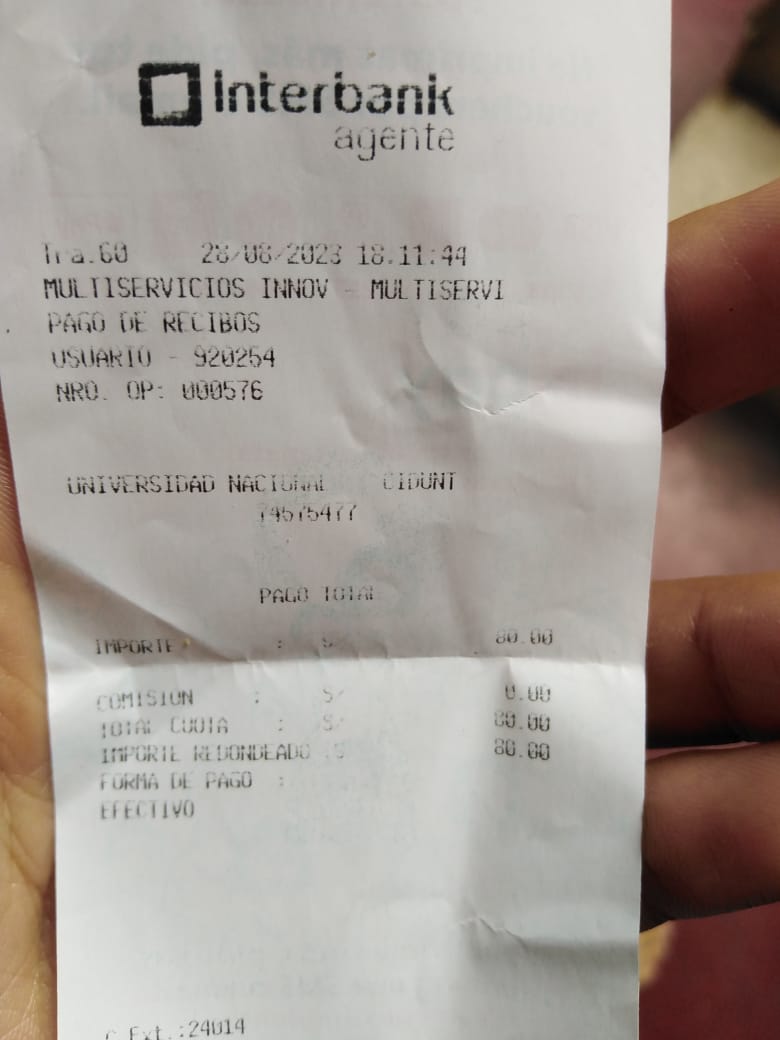 Interbank
agente
Tra.60 28/08/2023 18.11:44
MULTISERVICIOS INNOV - MULTISERVI
PAGO DE RECIBOS
USUARIO - 920254
NRO. OP: 000576
UNIVERSIDAD NACIONAL CIDUNT
74575477
PAGO TOTAL
IMPORTE : S/ 80.00
COMISION : S/ 0.00
TOTAL CUOTA : S/ 80.00
IMPORTE REDONDEADO :S 80.00
FORMA DE PAGO :
EFECTIVO
Ext.:24014